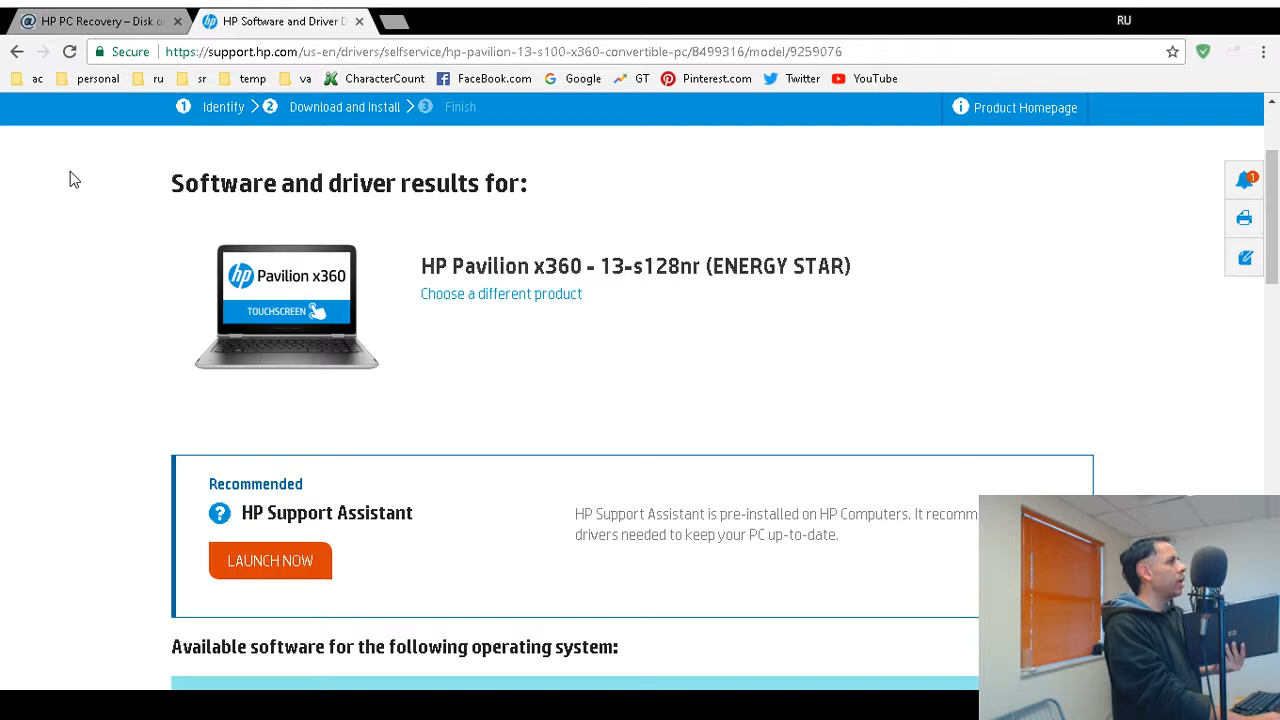 HP PC Recovery – Disk o
HP Software and Driver D
RU
Secure
https://support.hp.com/us-en/drivers/selfservice/hp-pavilion-13-s100-x360-convertible-pc/8499316/model/9259076
ac personal ru sr temp va CharacterCount FaceBook.com Google GT Pinterest.com Twitter YouTube
1 Identify 2 Download and Install 3 Finish
Product Homepage
1
Software and driver results for:
hp Pavilion x360
TOUCHSCREEN
HP Pavilion x360 - 13-s128nr (ENERGY STAR)
Choose a different product
Recommended
HP Support Assistant
LAUNCH NOW
HP Support Assistant is pre-installed on HP Computers. It recomm
drivers needed to keep your PC up-to-date.
Available software for the following operating system: